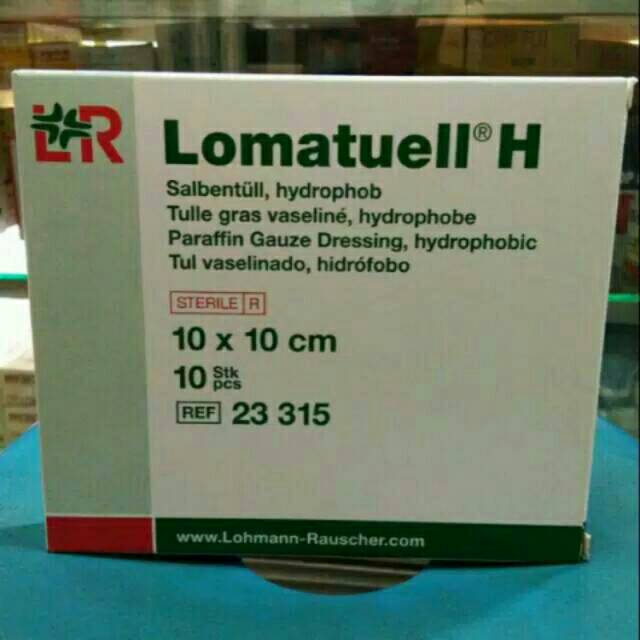 L&R
Lomatuell® H
Salbentüll, hydrophob
Tulle gras vaseliné, hydrophobe
Paraffin Gauze Dressing, hydrophobic
Tul vaselinado, hidrófobo
STERILE R
10 x 10 cm
10 Stk pcs
REF 23 315
www.Lohmann-Rauscher.com